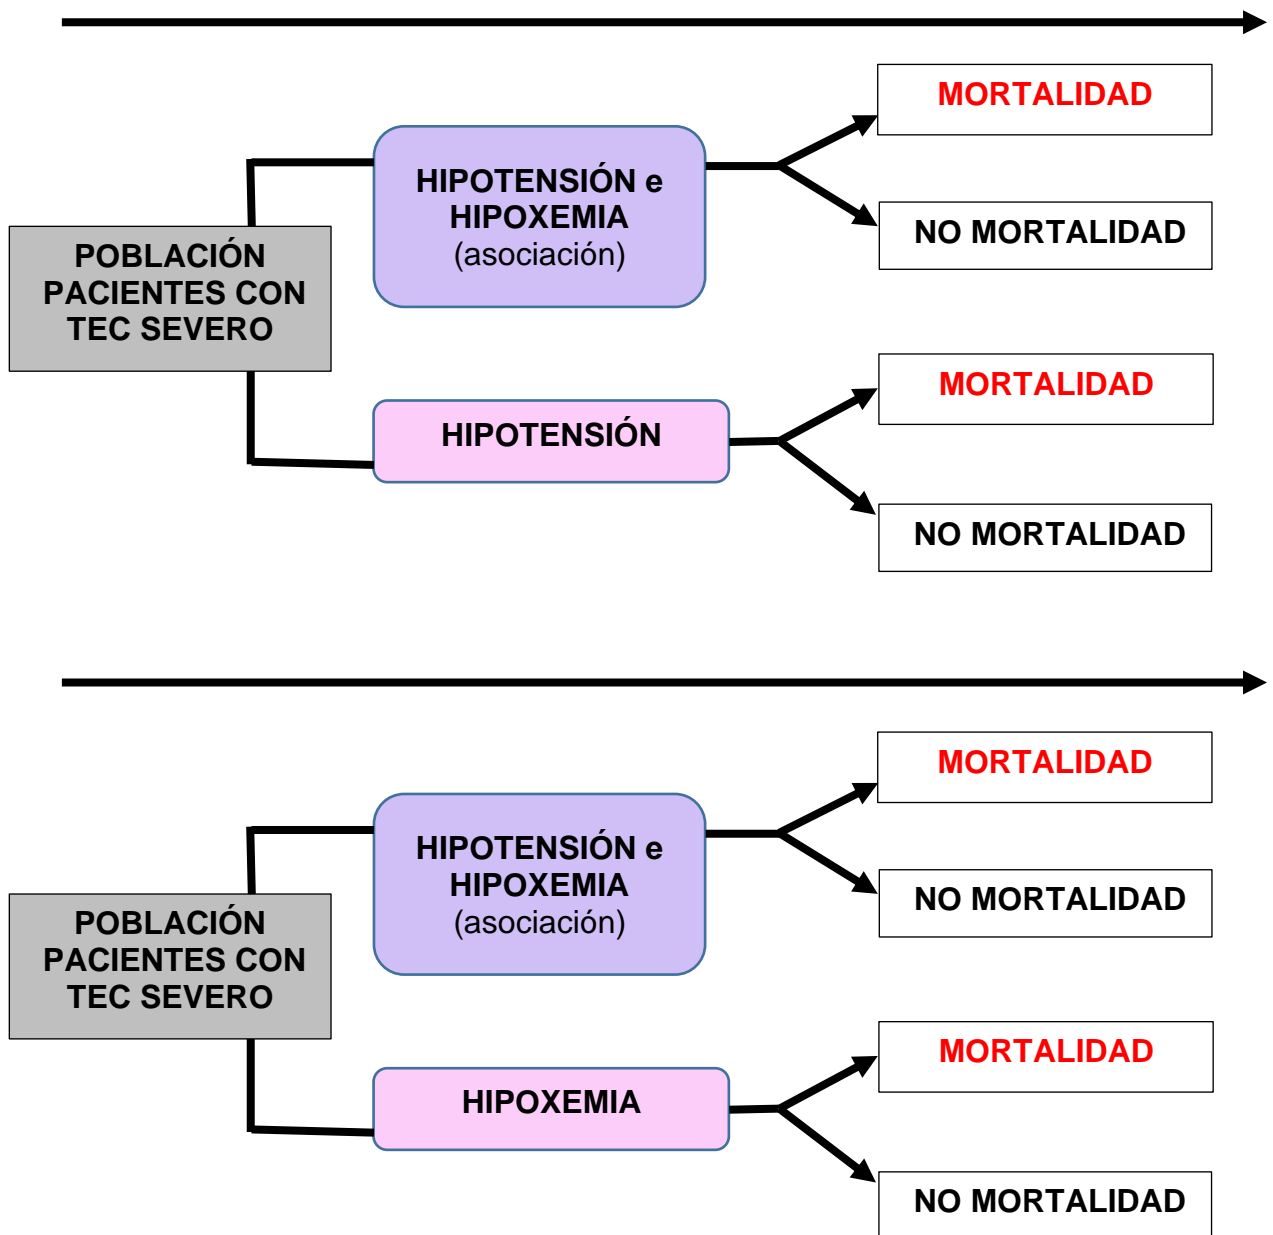 MORTALIDAD
HIPOTENSIÓN e
HIPOXEMIA
(asociación)
NO MORTALIDAD
POBLACIÓN
PACIENTES CON
TEC SEVERO
MORTALIDAD
HIPOTENSIÓN
NO MORTALIDAD
MORTALIDAD
HIPOTENSIÓN e
HIPOXEMIA
(asociación)
NO MORTALIDAD
POBLACIÓN
PACIENTES CON
TEC SEVERO
MORTALIDAD
HIPOXEMIA
NO MORTALIDAD